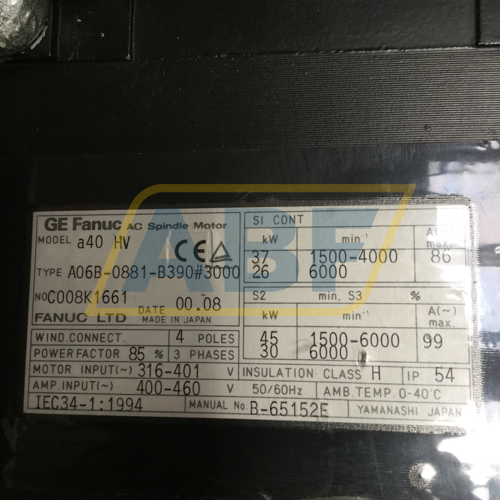 GE Fanuc AC Spindle Motor
MODEL a40 HV
TYPE A06B-0881-B390#3000
NO. C008K1661
DATE 00.08
FANUC LTD MADE IN JAPAN
SI CONT
kW min⁻¹ A(~) max.
37 1500-4000 86
26 6000
S2 min, S3 %
kW min⁻¹ A(~) max.
45 1500-6000 99
30 6000
WIND.CONNECT. 4 POLES
POWER FACTOR 85 % 3 PHASES
MOTOR INPUT(~) 316-401 V INSULATION CLASS H IP 54
AMP.INPUT(~) 400-460 V 50/60Hz AMB.TEMP.0-40°C
IEC34-1:1994 MANUAL No. B-65152E YAMANASHI JAPAN
CE
ABF